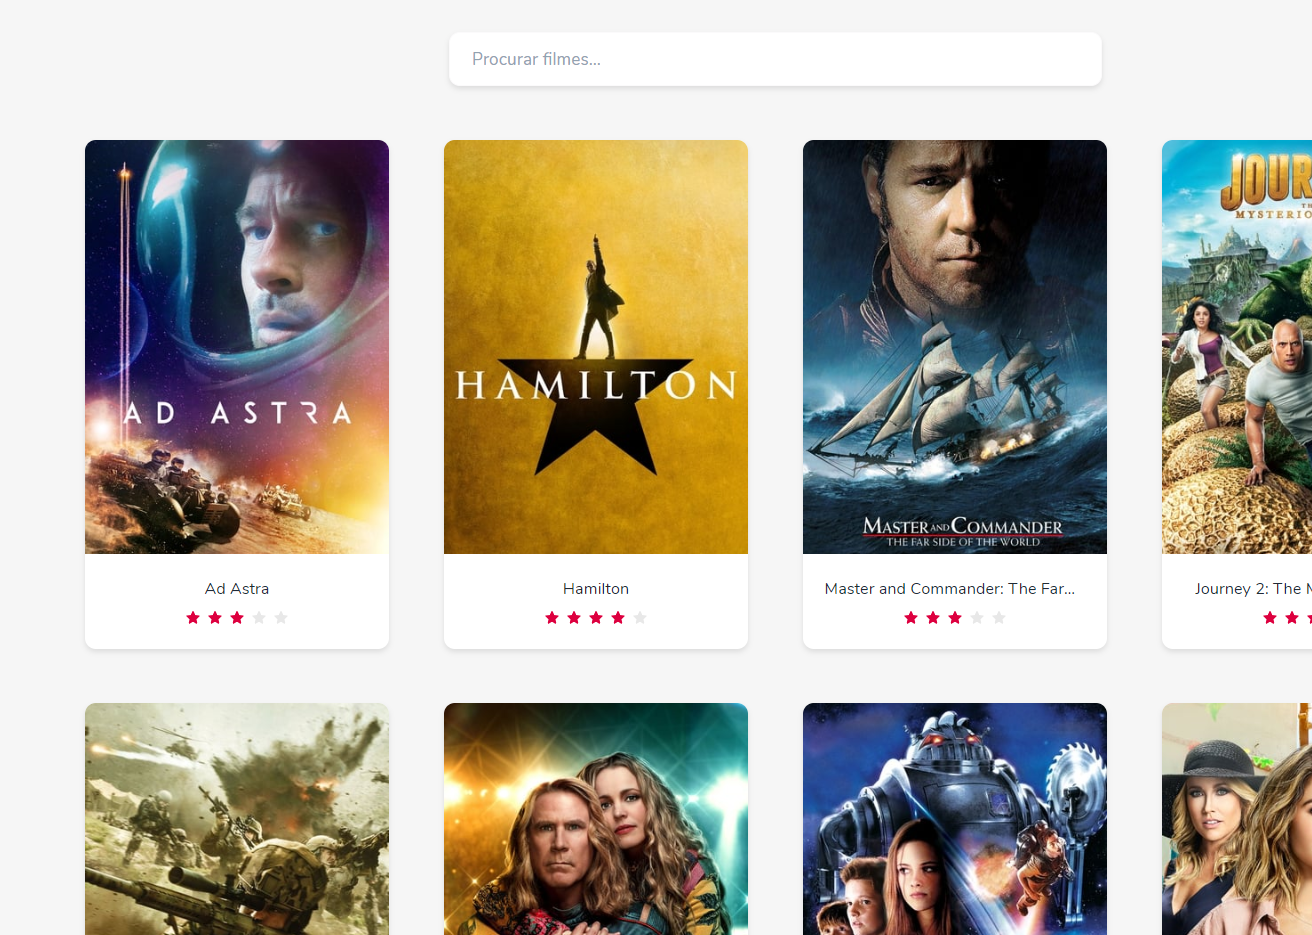 Procurar filmes...
AD ASTRA
HAMILTON
MASTER AND COMMANDER
THE FAR SIDE OF THE WORLD
JOUR
TH
MYSTERIO
Ad Astra
Hamilton
Master and Commander: The Far...
Journey 2: The M